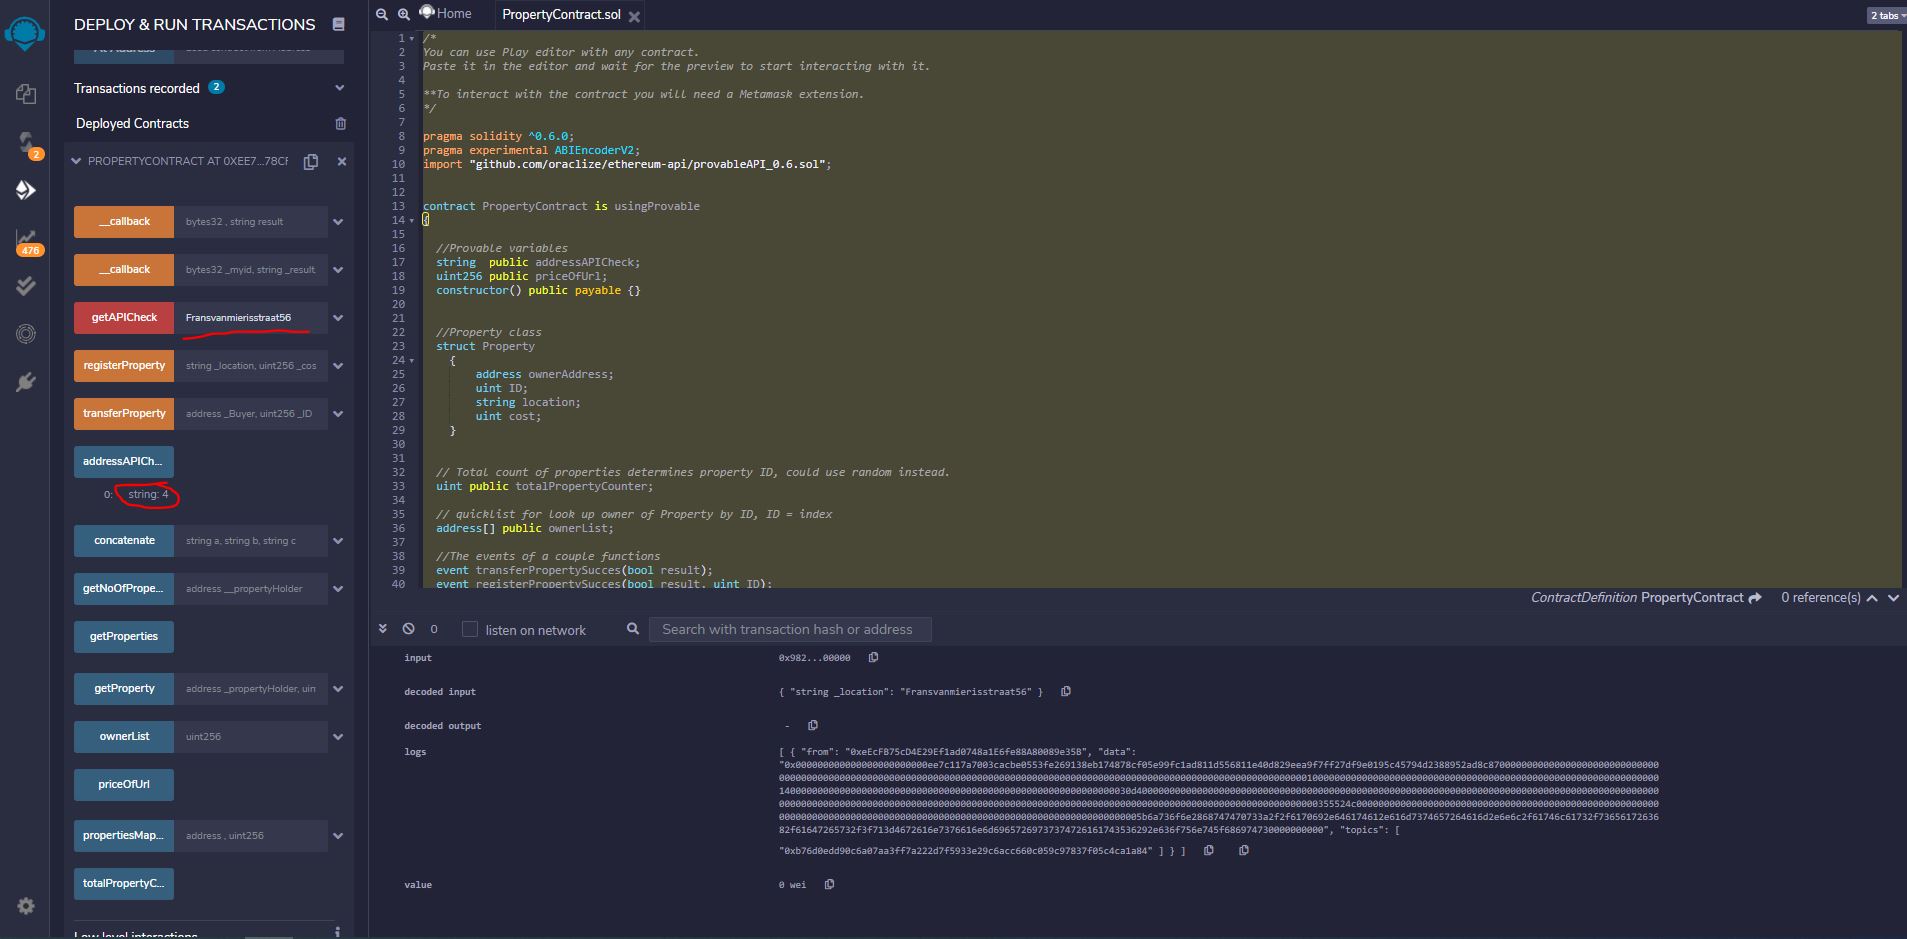 DEPLOY & RUN TRANSACTIONS
Transactions recorded 2
Deployed Contracts
PROPERTYCONTRACT AT 0XEE7...78CF
__callback bytes32 , string result
__callback bytes32 _myid, string _result
getAPICheck Fransvanmierisstraat56
registerProperty string _location, uint256 _cos
transferProperty address _Buyer, uint256 _ID
addressAPICh...
0: string: 4
concatenate string a, string b, string c
getNoOfPrope... address __propertyHolder
getProperties
getProperty address _propertyHolder, uin
ownerList uint256
priceOfUrl
propertiesMap... address , uint256
totalPropertyC...
Low level interactions
2
476
Home
PropertyContract.sol
2 tabs
1 /*
2 You can use Play editor with any contract.
3 Paste it in the editor and wait for the preview to start interacting with it.
4
5 **To interact with the contract you will need a Metamask extension.
6 */
7
8 pragma solidity ^0.6.0;
9 pragma experimental ABIEncoderV2;
10 import "github.com/oraclize/ethereum-api/provableAPI_0.6.sol";
11
12
13 contract PropertyContract is usingProvable
14 {
15
16 //Provable variables
17 string  public addressAPICheck;
18 uint256 public priceOfUrl;
19 constructor() public payable {}
20
21
22 //Property class
23 struct Property
24 {
25 address ownerAddress;
26 uint ID;
27 string location;
28 uint cost;
29 }
30
31
32 // Total count of properties determines property ID, could use random instead.
33 uint public totalPropertyCounter;
34
35 // quicklist for look up owner of Property by ID, ID = index
36 address[] public ownerList;
37
38 //The events of a couple functions
39 event transferPropertySucces(bool result);
40 event registerPropertySucces(bool result, uint ID);
ContractDefinition PropertyContract 0 reference(s)
0 listen on network Search with transaction hash or address
input 0x982...00000
decoded input { "string _location": "Fransvanmierisstraat56" }
decoded output -
logs [ { "from": "0xeEcFB75cD4E29Ef1ad0748a1E6fe88A80089e35B", "data":
"topics": [
"0xb76d0edd90c6a07aa3ff7a222d7f5933e29c6acc660c059c97837f05c4ca1a84" ] } ]
value 0 wei